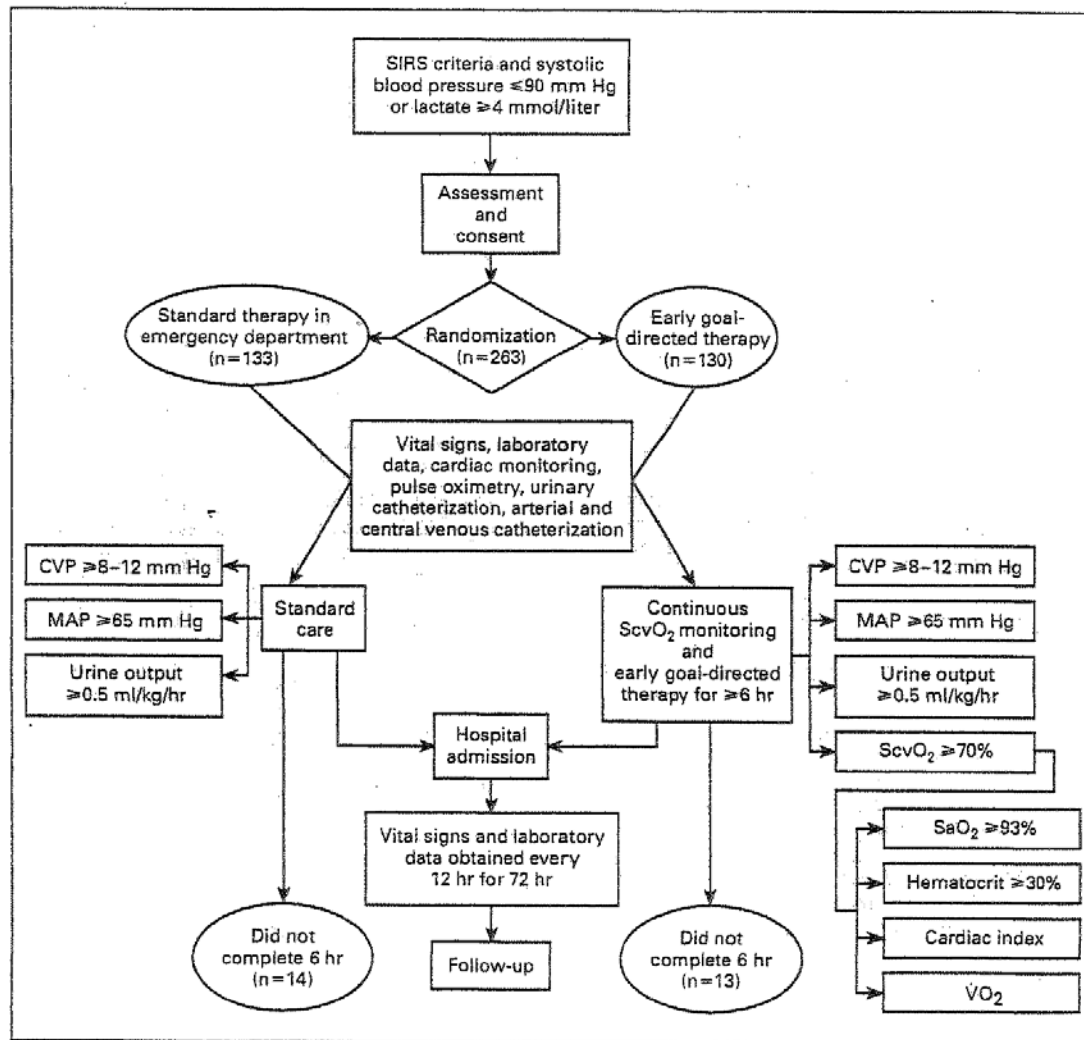 SIRS criteria and systolic
blood pressure ≤90 mm Hg
or lactate ≥4 mmol/liter
Assessment
and
consent
Standard therapy in
emergency department
(n=133)
Randomization
(n=263)
Early goal-
directed therapy
(n=130)
Vital signs, laboratory
data, cardiac monitoring,
pulse oximetry, urinary
catheterization, arterial and
central venous catheterization
CVP ≥8–12 mm Hg
MAP ≥65 mm Hg
Urine output
≥0.5 ml/kg/hr
Standard
care
Continuous
ScvO₂ monitoring
and
early goal-directed
therapy for ≥6 hr
CVP ≥8–12 mm Hg
MAP ≥65 mm Hg
Urine output
≥0.5 ml/kg/hr
ScvO₂ ≥70%
SaO₂ ≥93%
Hematocrit ≥30%
Cardiac index
V̇O₂
Hospital
admission
Vital signs and laboratory
data obtained every
12 hr for 72 hr
Did not
complete 6 hr
(n=14)
Follow-up
Did not
complete 6 hr
(n=13)